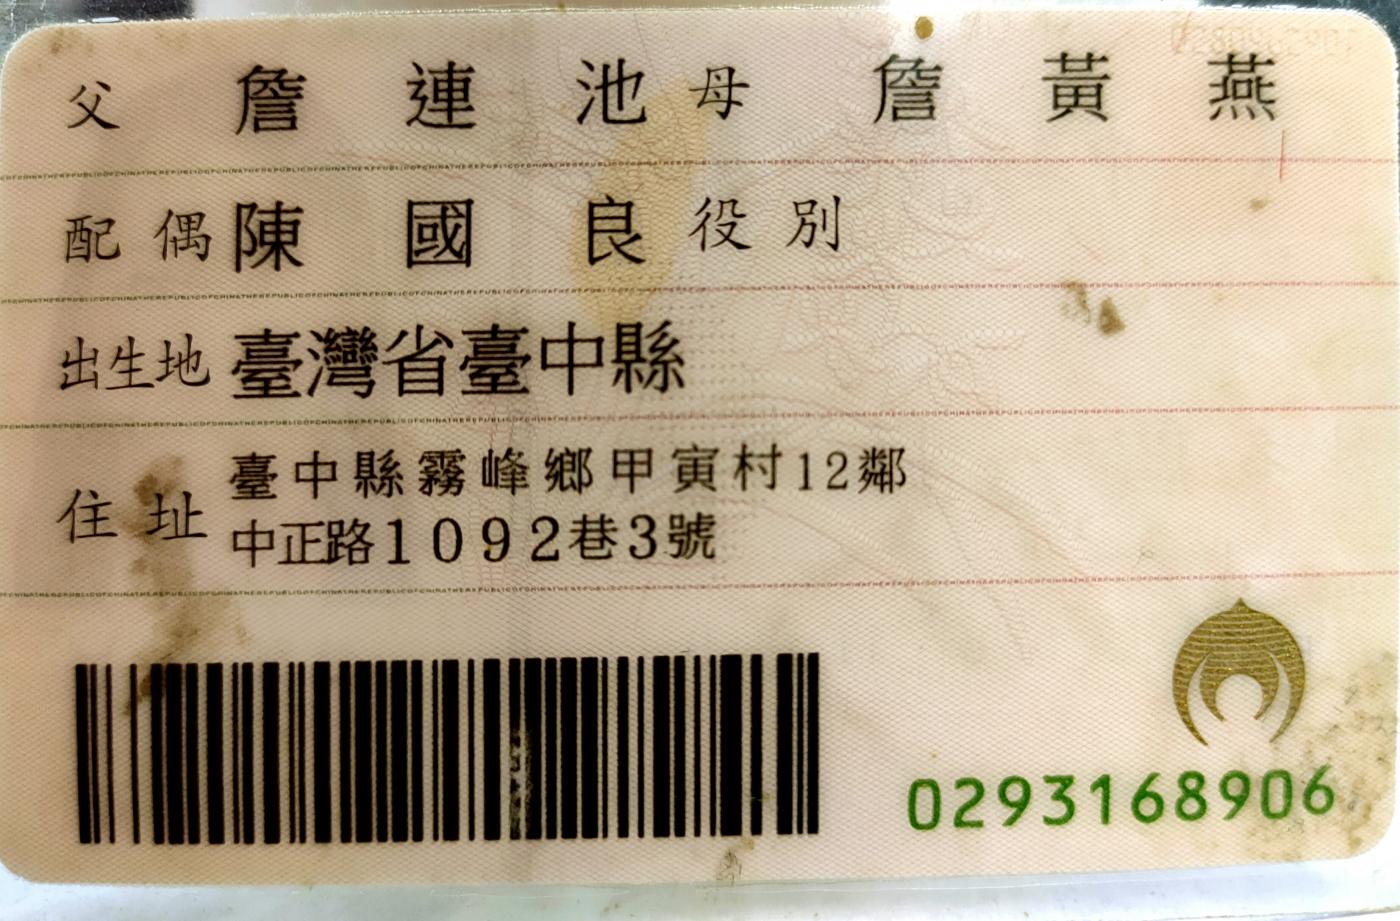 父 詹連池 母 詹黃燕
配偶 陳國良 役別
出生地 臺灣省臺中縣
住址 臺中縣霧峰鄉甲寅村12鄰
中正路1092巷3號
0293168906